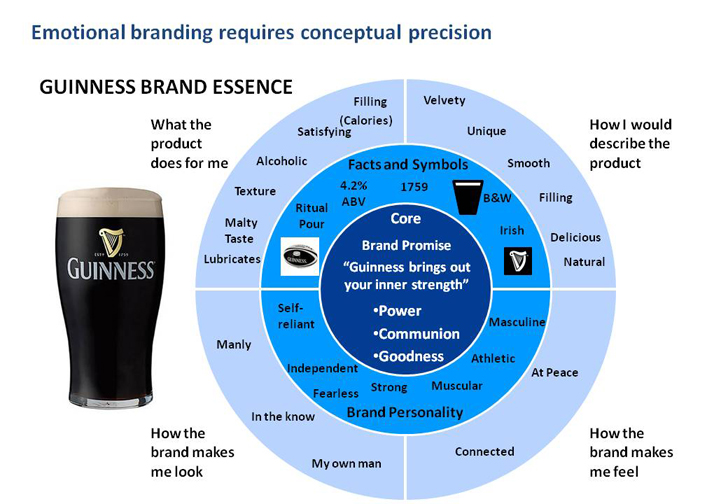 Emotional branding requires conceptual precision
GUINNESS BRAND ESSENCE
What the
product
does for me
Filling
(Calories)
Satisfying
Alcoholic
Texture
Malty
Taste
Lubricates
Velvety
Unique
Smooth
Filling
Delicious
Natural
How I would
describe the
product
Facts and Symbols
4.2%
ABV
1759
B&W
Ritual
Pour
Irish
GUINNESS
Core
Brand Promise
“Guinness brings out
your inner strength”
•Power
•Communion
•Goodness
ESTD 1759
GUINNESS
Self-
reliant
Independent
Fearless
Strong
Muscular
Athletic
Masculine
Brand Personality
Manly
In the know
My own man
At Peace
Connected
How the
brand makes
me look
How the
brand makes
me feel